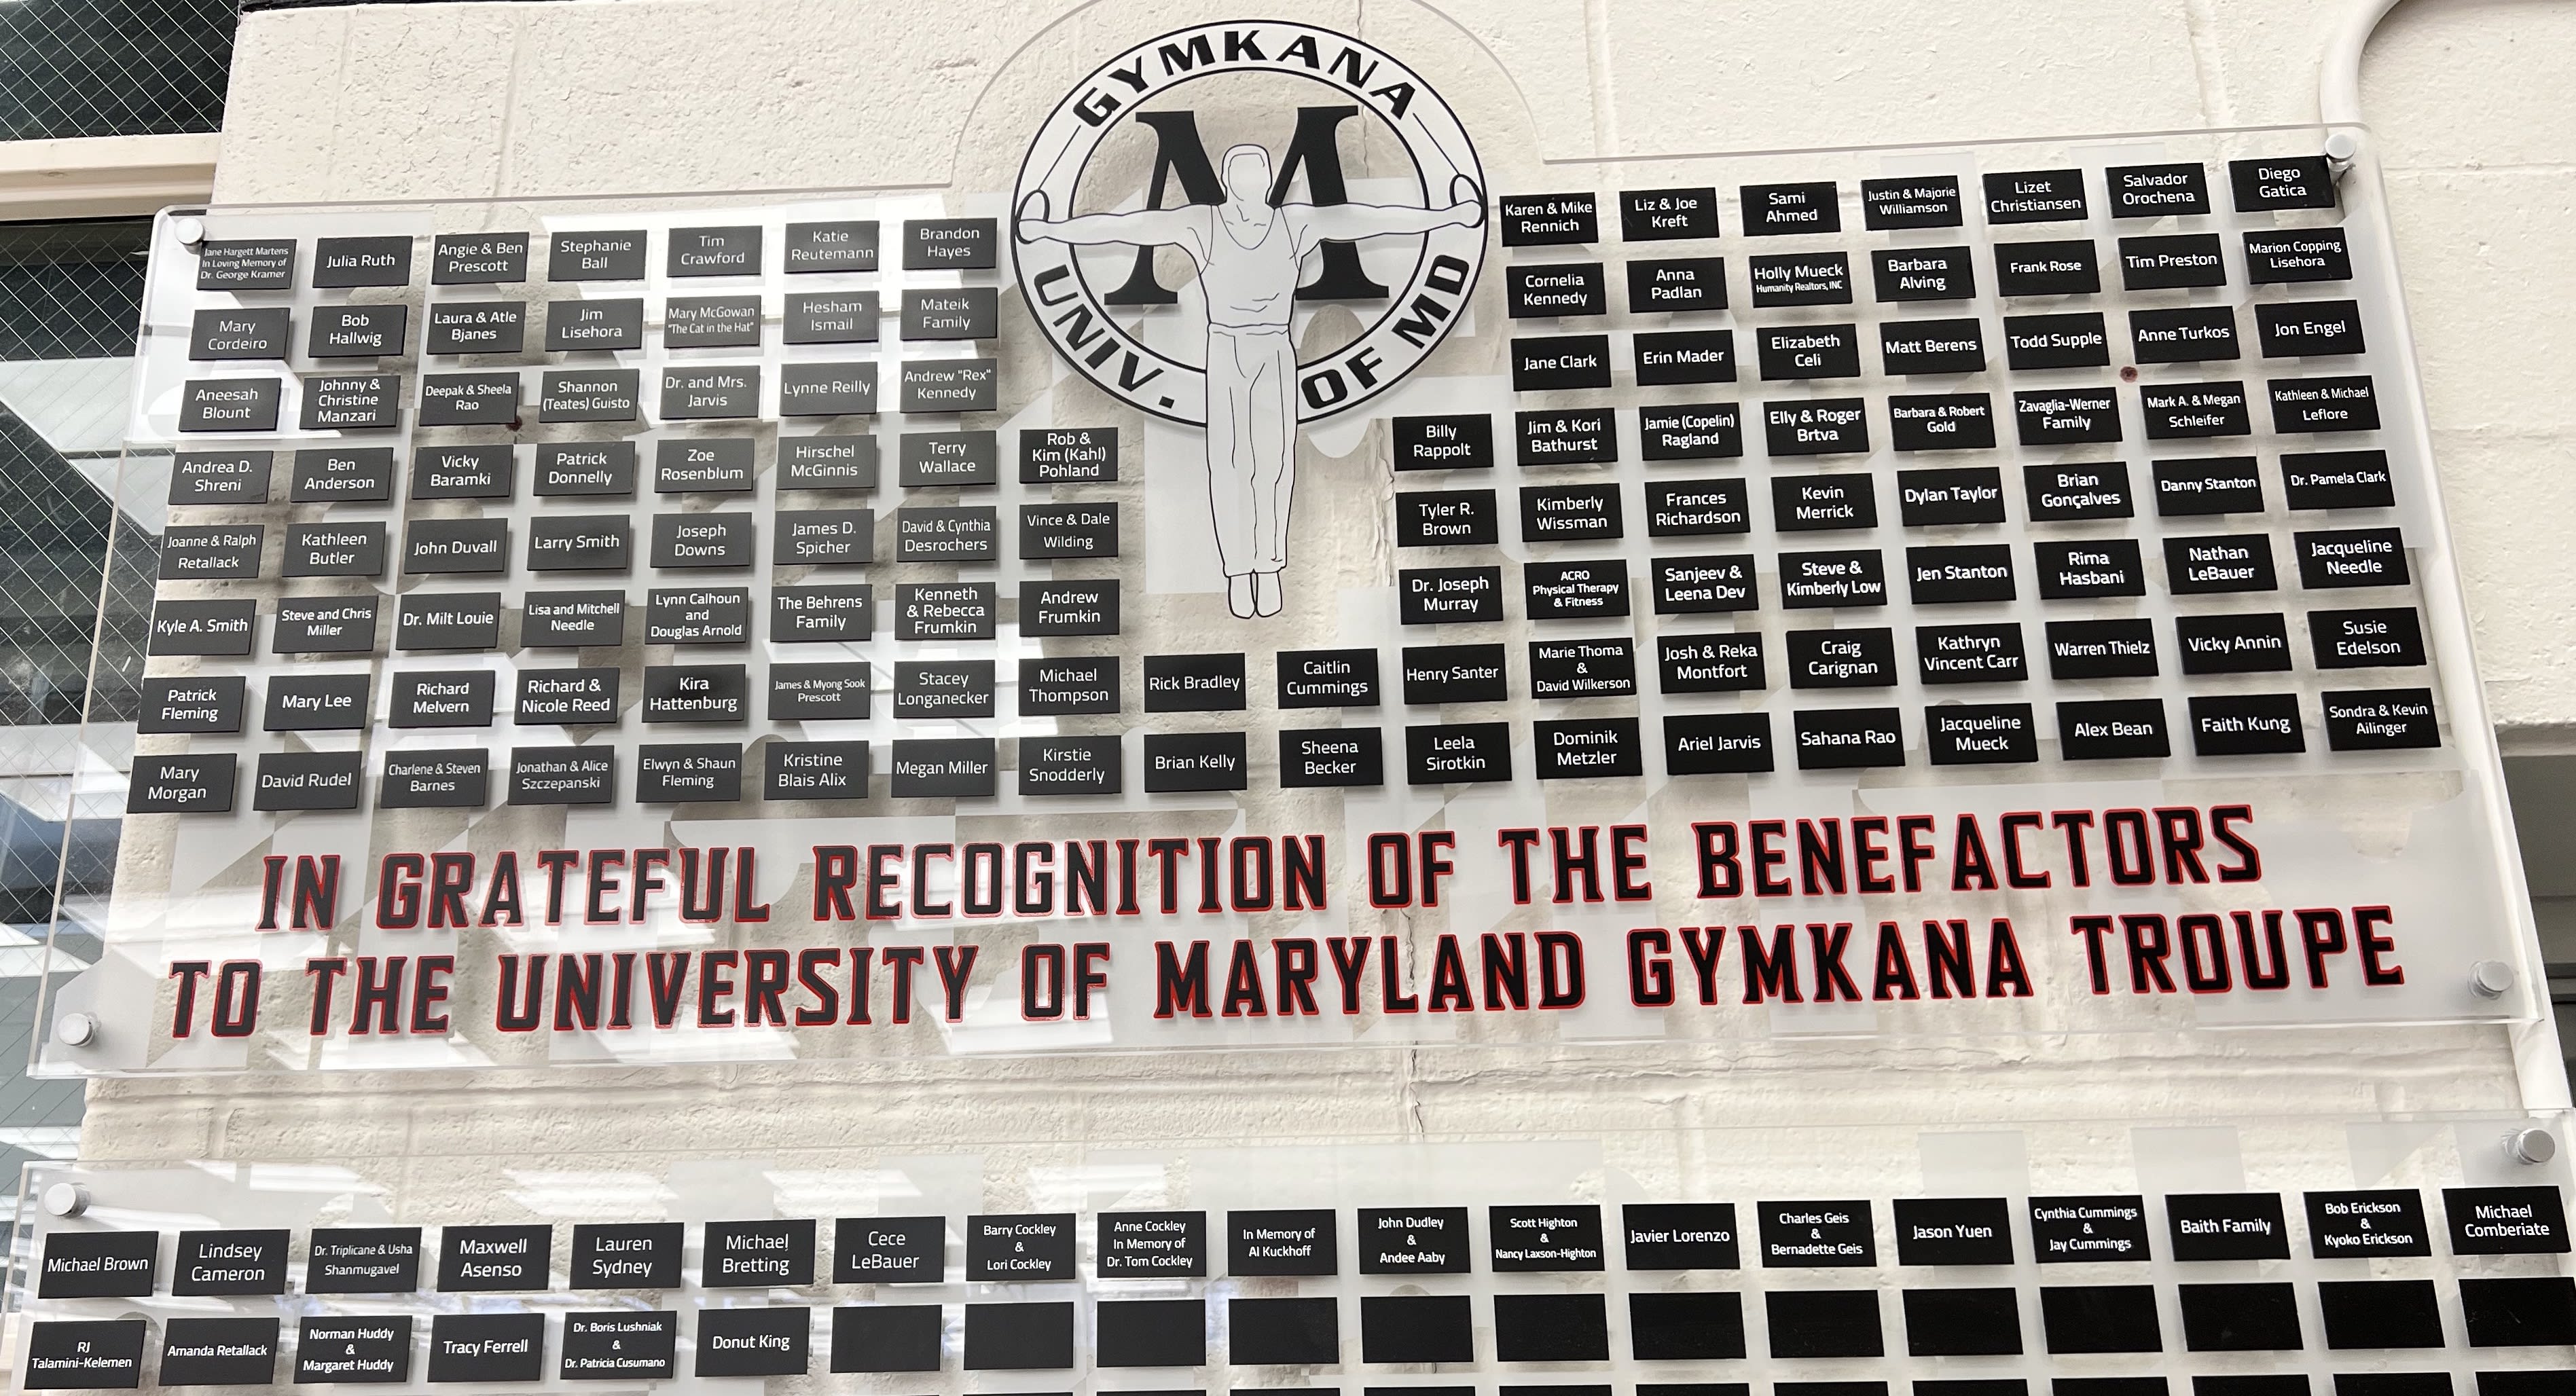 GYMKANA
M
UNIV. OF MD
Jane Hargett Martens
In Loving Memory of
Dr. George Kramer
Julia Ruth
Angie & Ben
Prescott
Stephanie
Ball
Tim
Crawford
Katie
Reutemann
Brandon
Hayes
Karen & Mike
Rennich
Liz & Joe
Kreft
Sami
Ahmed
Justin & Majorie
Williamson
Lizet
Christiansen
Salvador
Orochena
Diego
Gatica
Mary
Cordeiro
Bob
Hallwig
Laura & Atle
Bjanes
Jim
Lisehora
Mary McGowan
"The Cat in the Hat"
Hesham
Ismail
Mateik
Family
Cornelia
Kennedy
Anna
Padlan
Holly Mueck
Humanity Realtors, INC
Barbara
Alving
Frank Rose
Tim Preston
Marion Copping
Lisehora
Aneesah
Blount
Johnny &
Christine
Manzari
Deepak & Sheela
Rao
Shannon
(Teates) Guisto
Dr. and Mrs.
Jarvis
Lynne Reilly
Andrew "Rex"
Kennedy
Jane Clark
Erin Mader
Elizabeth
Celi
Matt Berens
Todd Supple
Anne Turkos
Jon Engel
Andrea D.
Shreni
Ben
Anderson
Vicky
Baramki
Patrick
Donnelly
Zoe
Rosenblum
Hirschel
McGinnis
Terry
Wallace
Rob &
Kim (Kahl)
Pohland
Billy
Rappolt
Jim & Kori
Bathurst
Jamie (Copelin)
Ragland
Elly & Roger
Brtva
Barbara & Robert
Gold
Zavaglia-Werner
Family
Mark A. & Megan
Schleifer
Kathleen & Michael
Leflore
Joanne & Ralph
Retallack
Kathleen
Butler
John Duvall
Larry Smith
Joseph
Downs
James D.
Spicher
David & Cynthia
Desrochers
Vince & Dale
Wilding
Tyler R.
Brown
Kimberly
Wissman
Frances
Richardson
Kevin
Merrick
Dylan Taylor
Brian
Gonçalves
Danny Stanton
Dr. Pamela Clark
Kyle A. Smith
Steve and Chris
Miller
Dr. Milt Louie
Lisa and Mitchell
Needle
Lynn Calhoun
and
Douglas Arnold
The Behrens
Family
Kenneth
& Rebecca
Frumkin
Andrew
Frumkin
Dr. Joseph
Murray
ACRO
Physical Therapy
& Fitness
Sanjeev &
Leena Dev
Steve &
Kimberly Low
Jen Stanton
Rima
Hasbani
Nathan
LeBauer
Jacqueline
Needle
Patrick
Fleming
Mary Lee
Richard
Melvern
Richard &
Nicole Reed
Kira
Hattenburg
James & Myong Sook
Prescott
Stacey
Longanecker
Michael
Thompson
Rick Bradley
Caitlin
Cummings
Henry Santer
Marie Thoma
&
David Wilkerson
Josh & Reka
Montfort
Craig
Carignan
Kathryn
Vincent Carr
Warren Thielz
Vicky Annin
Susie
Edelson
Mary
Morgan
David Rudel
Charlene & Steven
Barnes
Jonathan & Alice
Szczepanski
Elwyn & Shaun
Fleming
Kristine
Blais Alix
Megan Miller
Kirstie
Snodderly
Brian Kelly
Sheena
Becker
Leela
Sirotkin
Dominik
Metzler
Ariel Jarvis
Sahana Rao
Jacqueline
Mueck
Alex Bean
Faith Kung
Sondra & Kevin
Ailinger
IN GRATEFUL RECOGNITION OF THE BENEFACTORS
TO THE UNIVERSITY OF MARYLAND GYMKANA TROUPE
Michael Brown
Lindsey
Cameron
Dr. Triplicane & Usha
Shanmugavel
Maxwell
Asenso
Lauren
Sydney
Michael
Bretting
Cece
LeBauer
Barry Cockley
&
Lori Cockley
Anne Cockley
In Memory of
Dr. Tom Cockley
In Memory of
Al Kuckhoff
John Dudley
&
Andee Aaby
Scott Highton
&
Nancy Laxson-Highton
Javier Lorenzo
Charles Geis
&
Bernadette Geis
Jason Yuen
Cynthia Cummings
&
Jay Cummings
Baith Family
Bob Erickson
&
Kyoko Erickson
Michael
Comberiate
RJ
Talamini-Kelemen
Amanda Retallack
Norman Huddy
&
Margaret Huddy
Tracy Ferrell
Dr. Boris Lushniak
&
Dr. Patricia Cusumano
Donut King